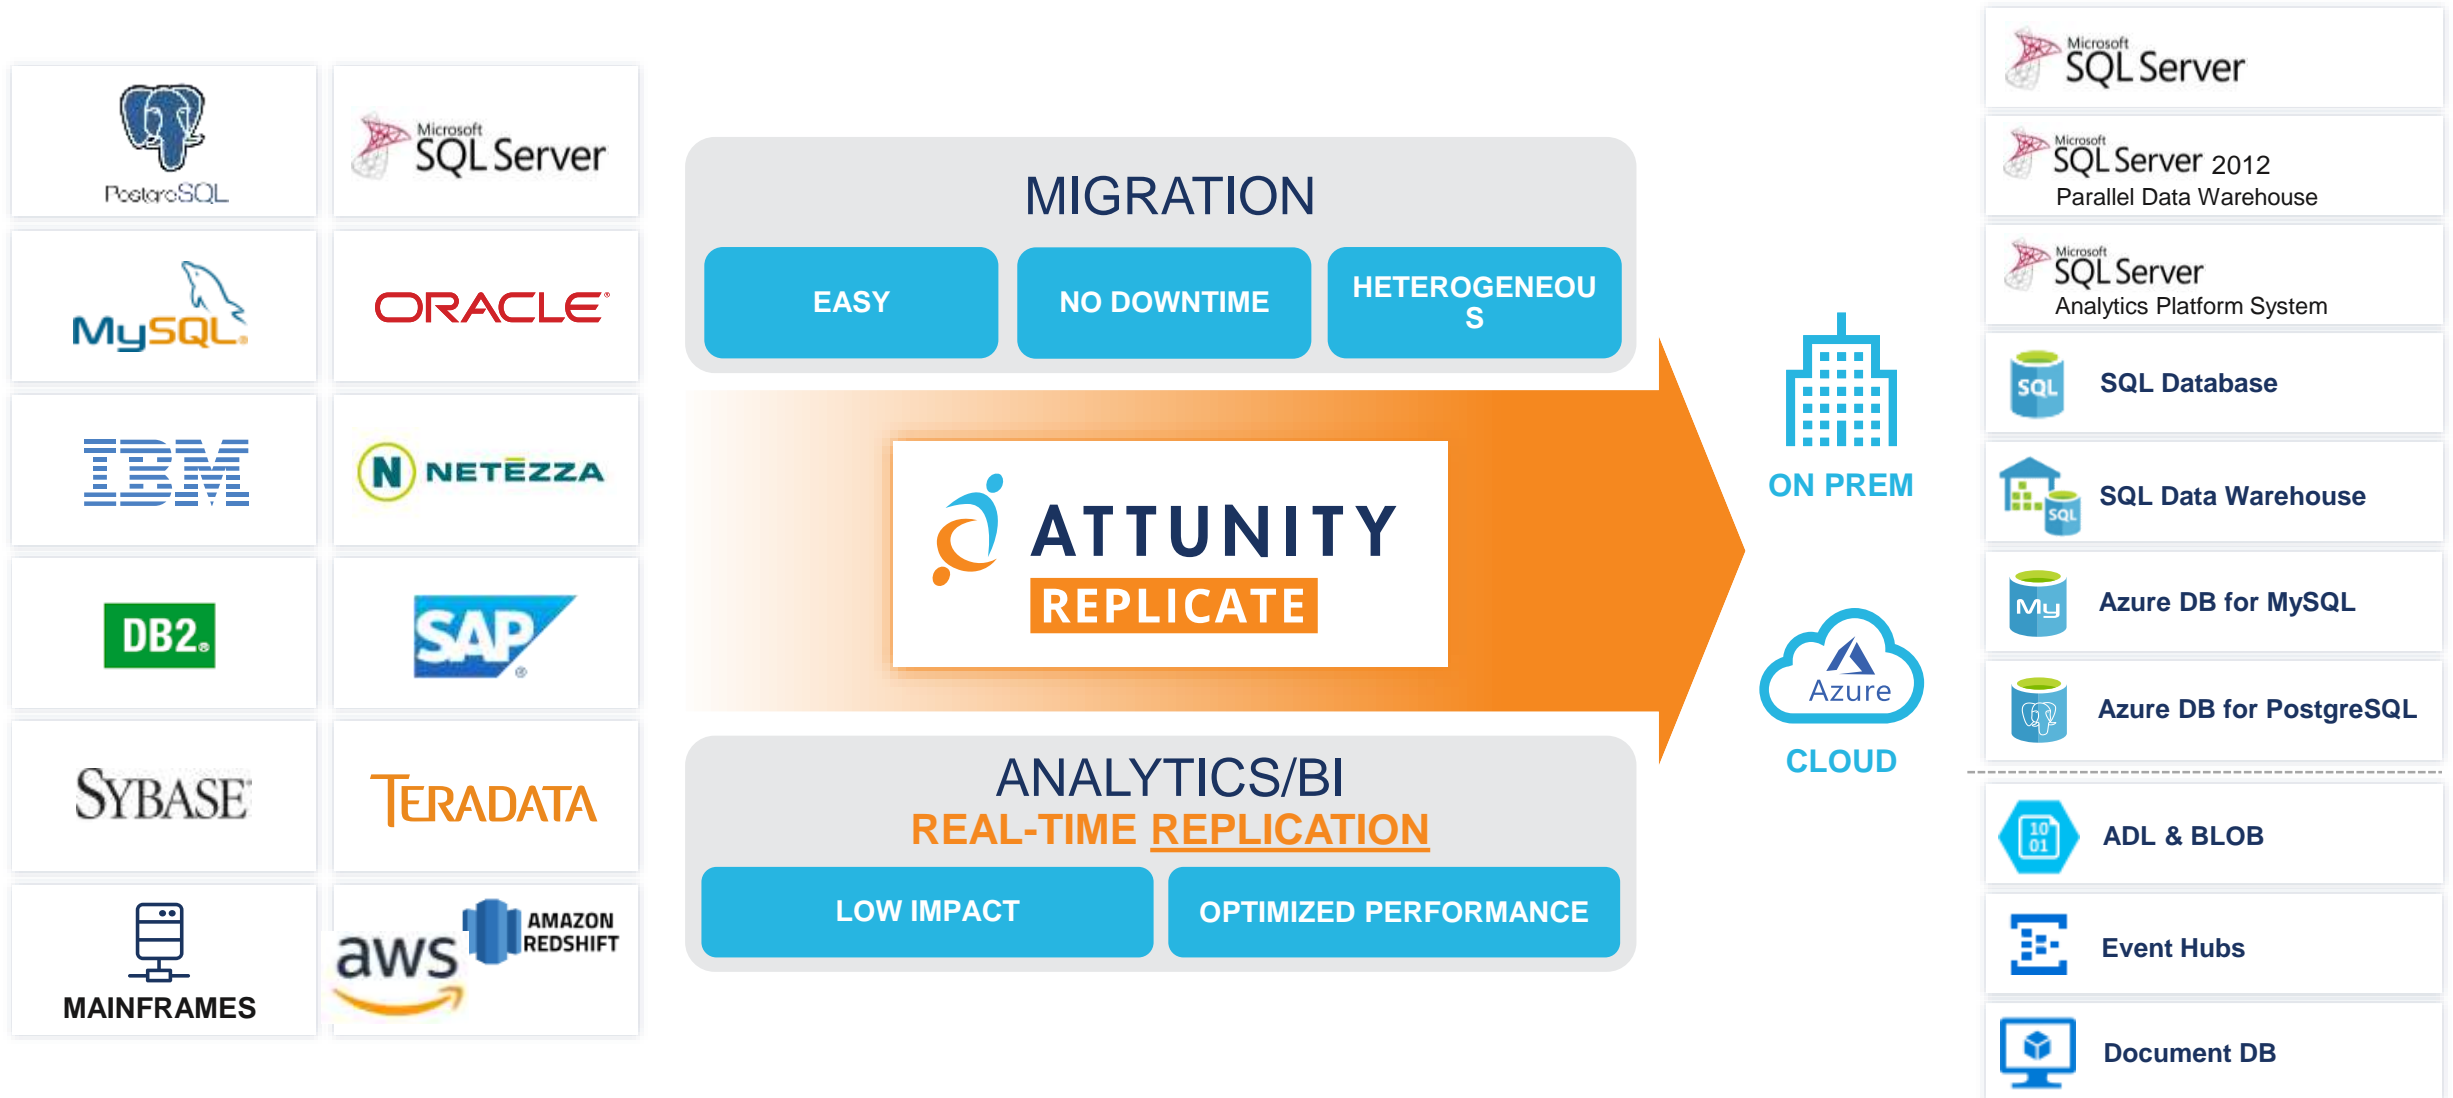 PostgreSQL
Microsoft
SQL Server
MySQL
ORACLE
IBM
N NETEZZA
DB2
SAP
SYBASE
TERADATA
MAINFRAMES
aws
AMAZON
REDSHIFT
MIGRATION
EASY
NO DOWNTIME
HETEROGENEOU
S
ATTUNITY
REPLICATE
ANALYTICS/BI
REAL-TIME REPLICATION
LOW IMPACT
OPTIMIZED PERFORMANCE
ON PREM
Azure
CLOUD
Microsoft
SQL Server
Microsoft
SQL Server 2012
Parallel Data Warehouse
Microsoft
SQL Server
Analytics Platform System
SQL
SQL Database
SQL
SQL Data Warehouse
My
Azure DB for MySQL
Azure DB for PostgreSQL
10
01
ADL & BLOB
Event Hubs
Document DB